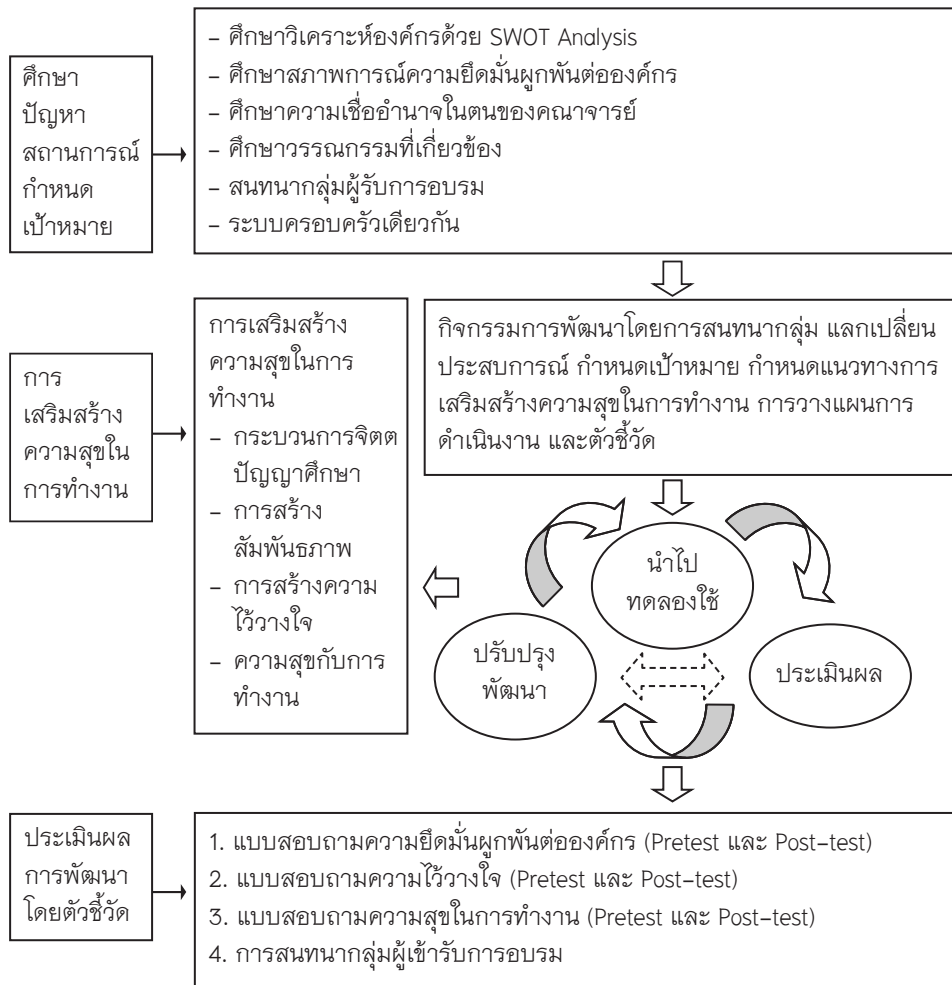 ศึกษา
ปัญหา
สถานการณ์
กำหนด
เป้าหมาย
– ศึกษาวิเคราะห์องค์กรด้วย SWOT Analysis
– ศึกษาสภาพการณ์ความยึดมั่นผูกพันต่อองค์กร
– ศึกษาความเชื่ออำนาจในตนของคณาจารย์
– ศึกษาวรรณกรรมที่เกี่ยวข้อง
– สนทนากลุ่มผู้รับการอบรม
– ระบบครอบครัวเดียวกัน
การ
เสริมสร้าง
ความสุขใน
การทำงาน
การเสริมสร้าง
ความสุขในการ
ทำงาน
– กระบวนการจิตต
ปัญญาศึกษา
– การสร้าง
สัมพันธภาพ
– การสร้างความ
ไว้วางใจ
– ความสุขกับการ
ทำงาน
กิจกรรมการพัฒนาโดยการสนทนากลุ่ม แลกเปลี่ยน
ประสบการณ์ กำหนดเป้าหมาย กำหนดแนวทางการ
เสริมสร้างความสุขในการทำงาน การวางแผนการ
ดำเนินงาน และตัวชี้วัด
นำไป
ทดลองใช้
ปรับปรุง
พัฒนา
ประเมินผล
ประเมินผล
การพัฒนา
โดยตัวชี้วัด
1. แบบสอบถามความยึดมั่นผูกพันต่อองค์กร (Pretest และ Post–test)
2. แบบสอบถามความไว้วางใจ (Pretest และ Post–test)
3. แบบสอบถามความสุขในการทำงาน (Pretest และ Post–test)
4. การสนทนากลุ่มผู้เข้ารับการอบรม